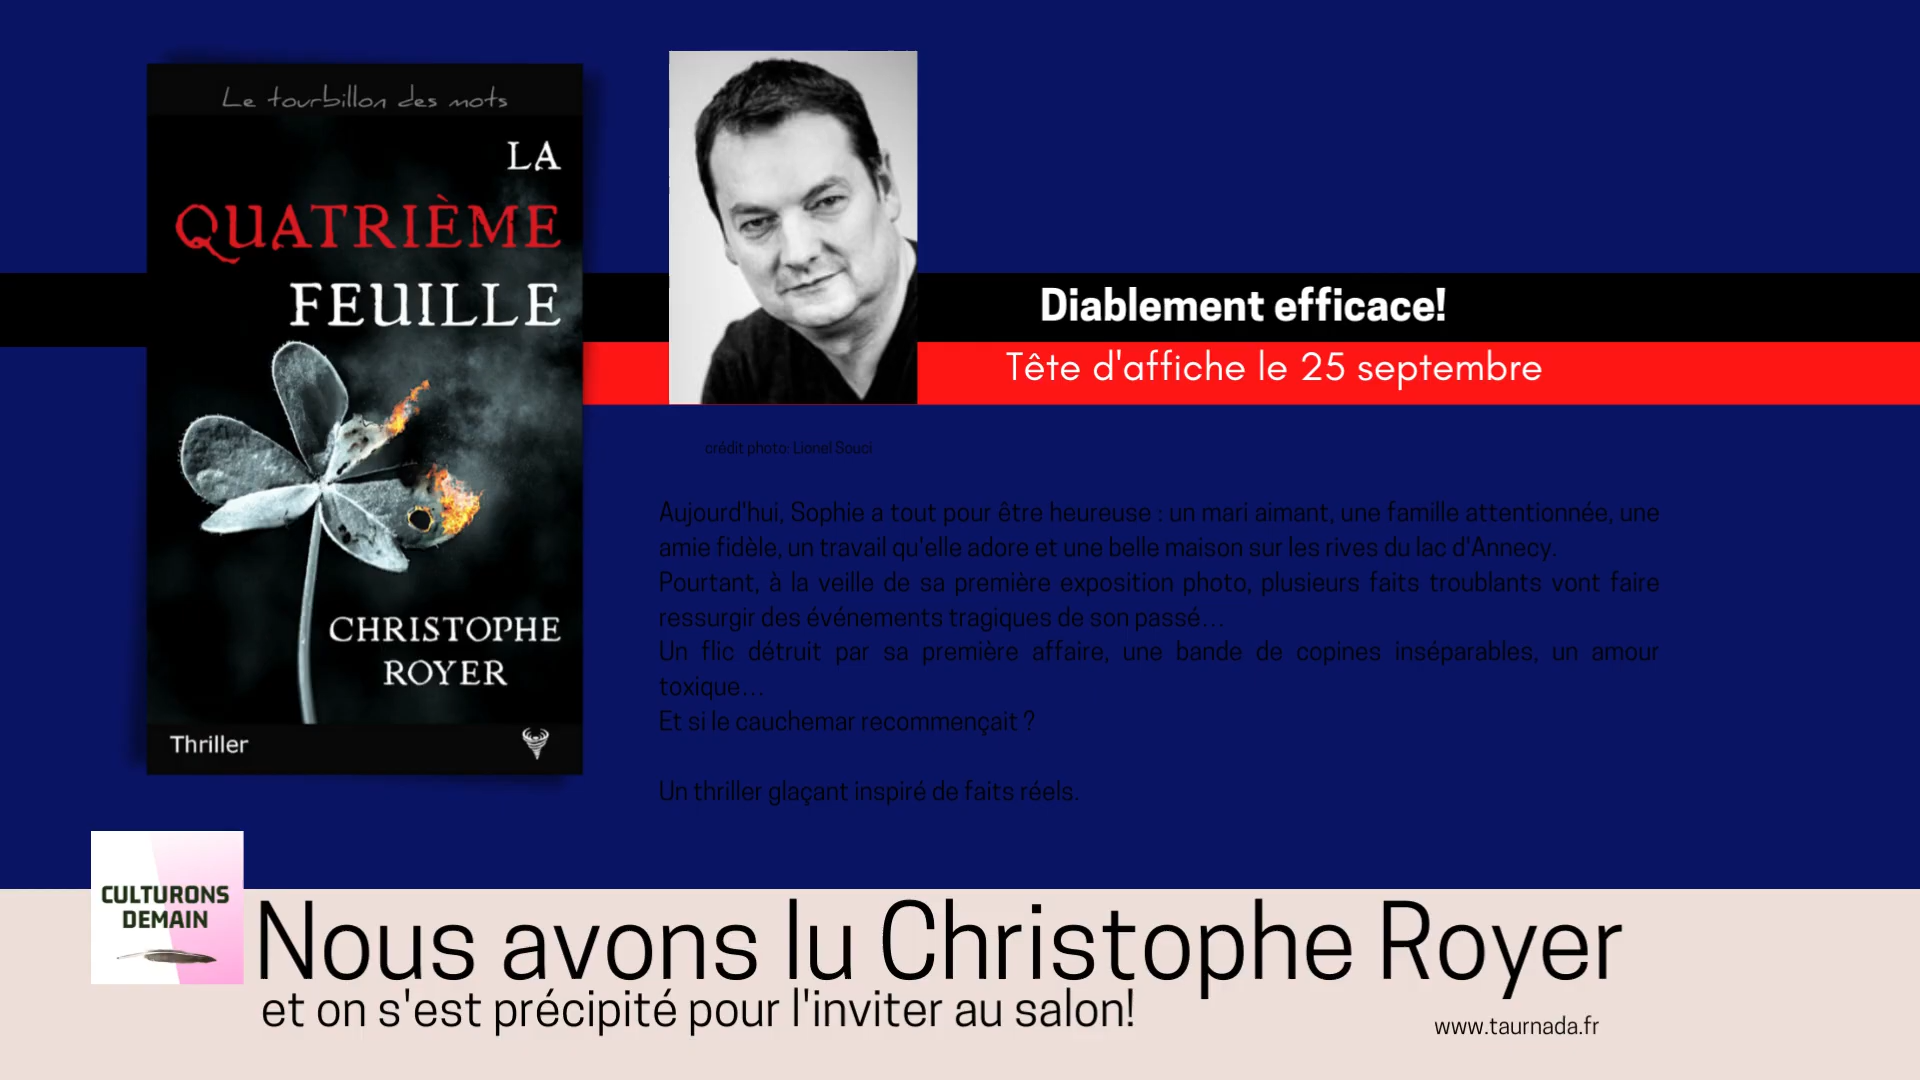 Le tourbillon des mots
LA
QUATRIÈME
FEUILLE
CHRISTOPHE
ROYER
Thriller
Diablement efficace!
Tête d'affiche le 25 septembre
crédit photo: Lionel Souci
Aujourd'hui, Sophie a tout pour être heureuse : un mari aimant, une famille attentionnée, une
amie fidèle, un travail qu'elle adore et une belle maison sur les rives du lac d'Annecy.
Pourtant, à la veille de sa première exposition photo, plusieurs faits troublants vont faire
ressurgir des événements tragiques de son passé…
Un flic détruit par sa première affaire, une bande de copines inséparables, un amour
toxique…
Et si le cauchemar recommençait ?
Un thriller glaçant inspiré de faits réels.
CULTURONS
DEMAIN
Nous avons lu Christophe Royer
et on s'est précipité pour l'inviter au salon!
www.taurnada.fr